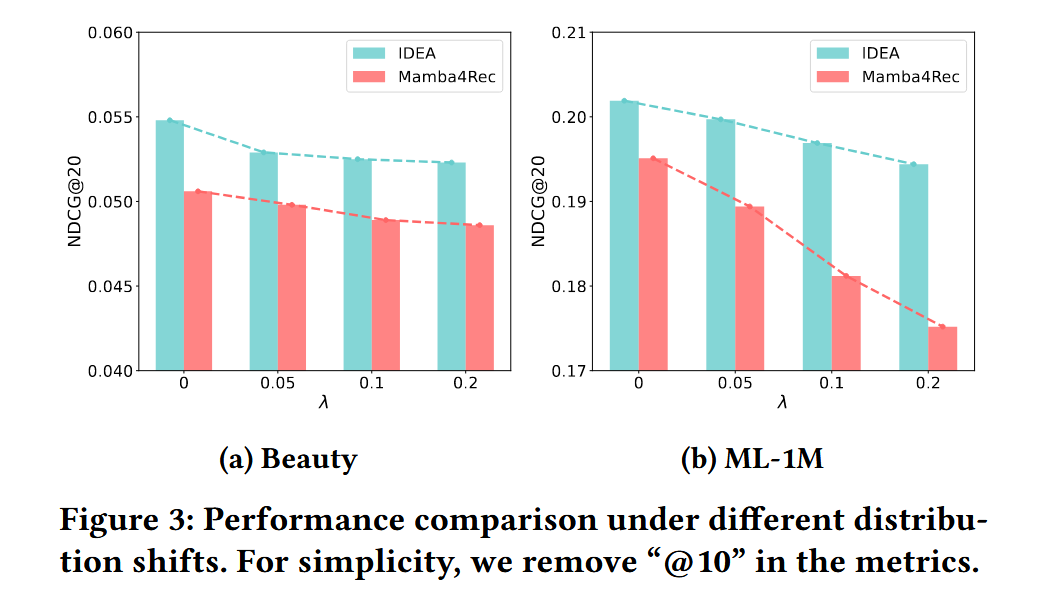 0.060
0.055
0.050
0.045
0.040
NDCG@20
IDEA
Mamba4Rec
0 0.05 0.1 0.2
λ
(a) Beauty
0.21
0.20
0.19
0.18
0.17
NDCG@20
IDEA
Mamba4Rec
0 0.05 0.1 0.2
λ
(b) ML-1M
Figure 3: Performance comparison under different distribu-
tion shifts. For simplicity, we remove “@10” in the metrics.